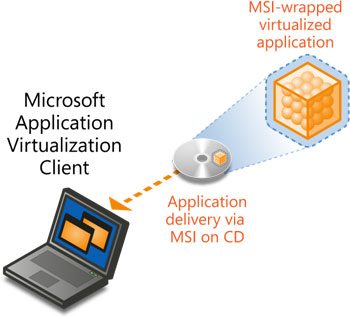 MSI-wrapped
virtualized
application
Microsoft
Application
Virtualization
Client
Application
delivery via
MSI on CD